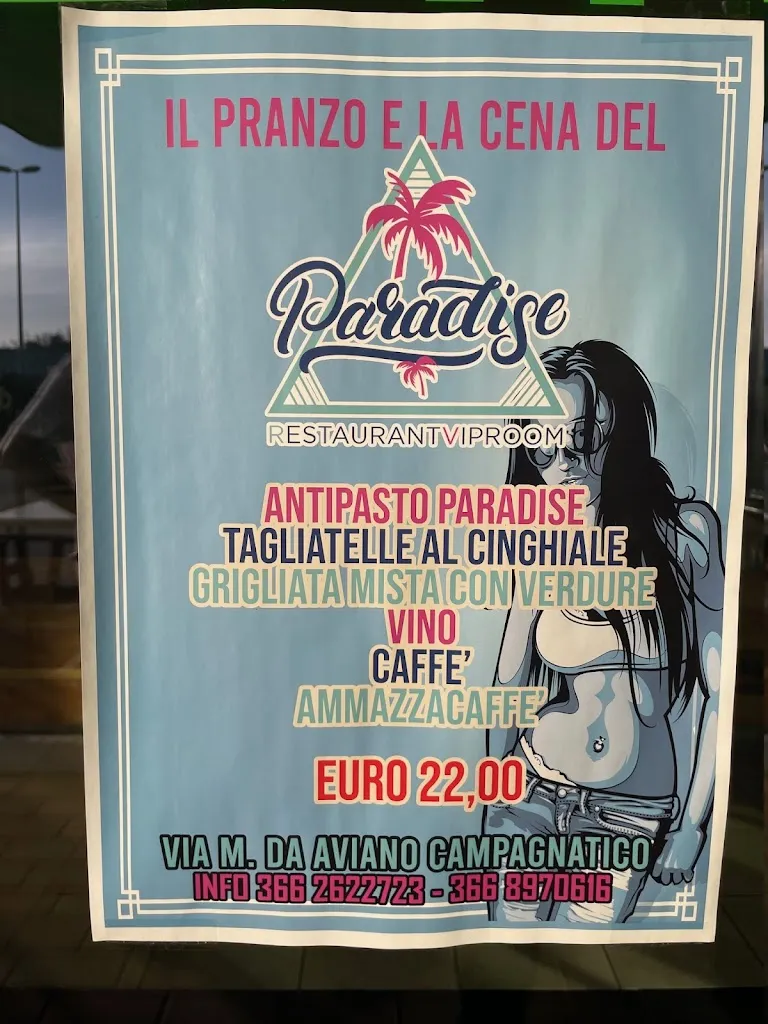 IL PRANZO E LA CENA DEL
Paradise
RESTAURANTVIPROOM
ANTIPASTO PARADISE
TAGLIATELLE AL CINGHIALE
GRIGLIATA MISTA CON VERDURE
VINO
CAFFE'
AMMAZZACAFFE'
EURO 22,00
VIA M. DA AVIANO CAMPAGNATICO
INFO 366 2622723 - 366 8970616